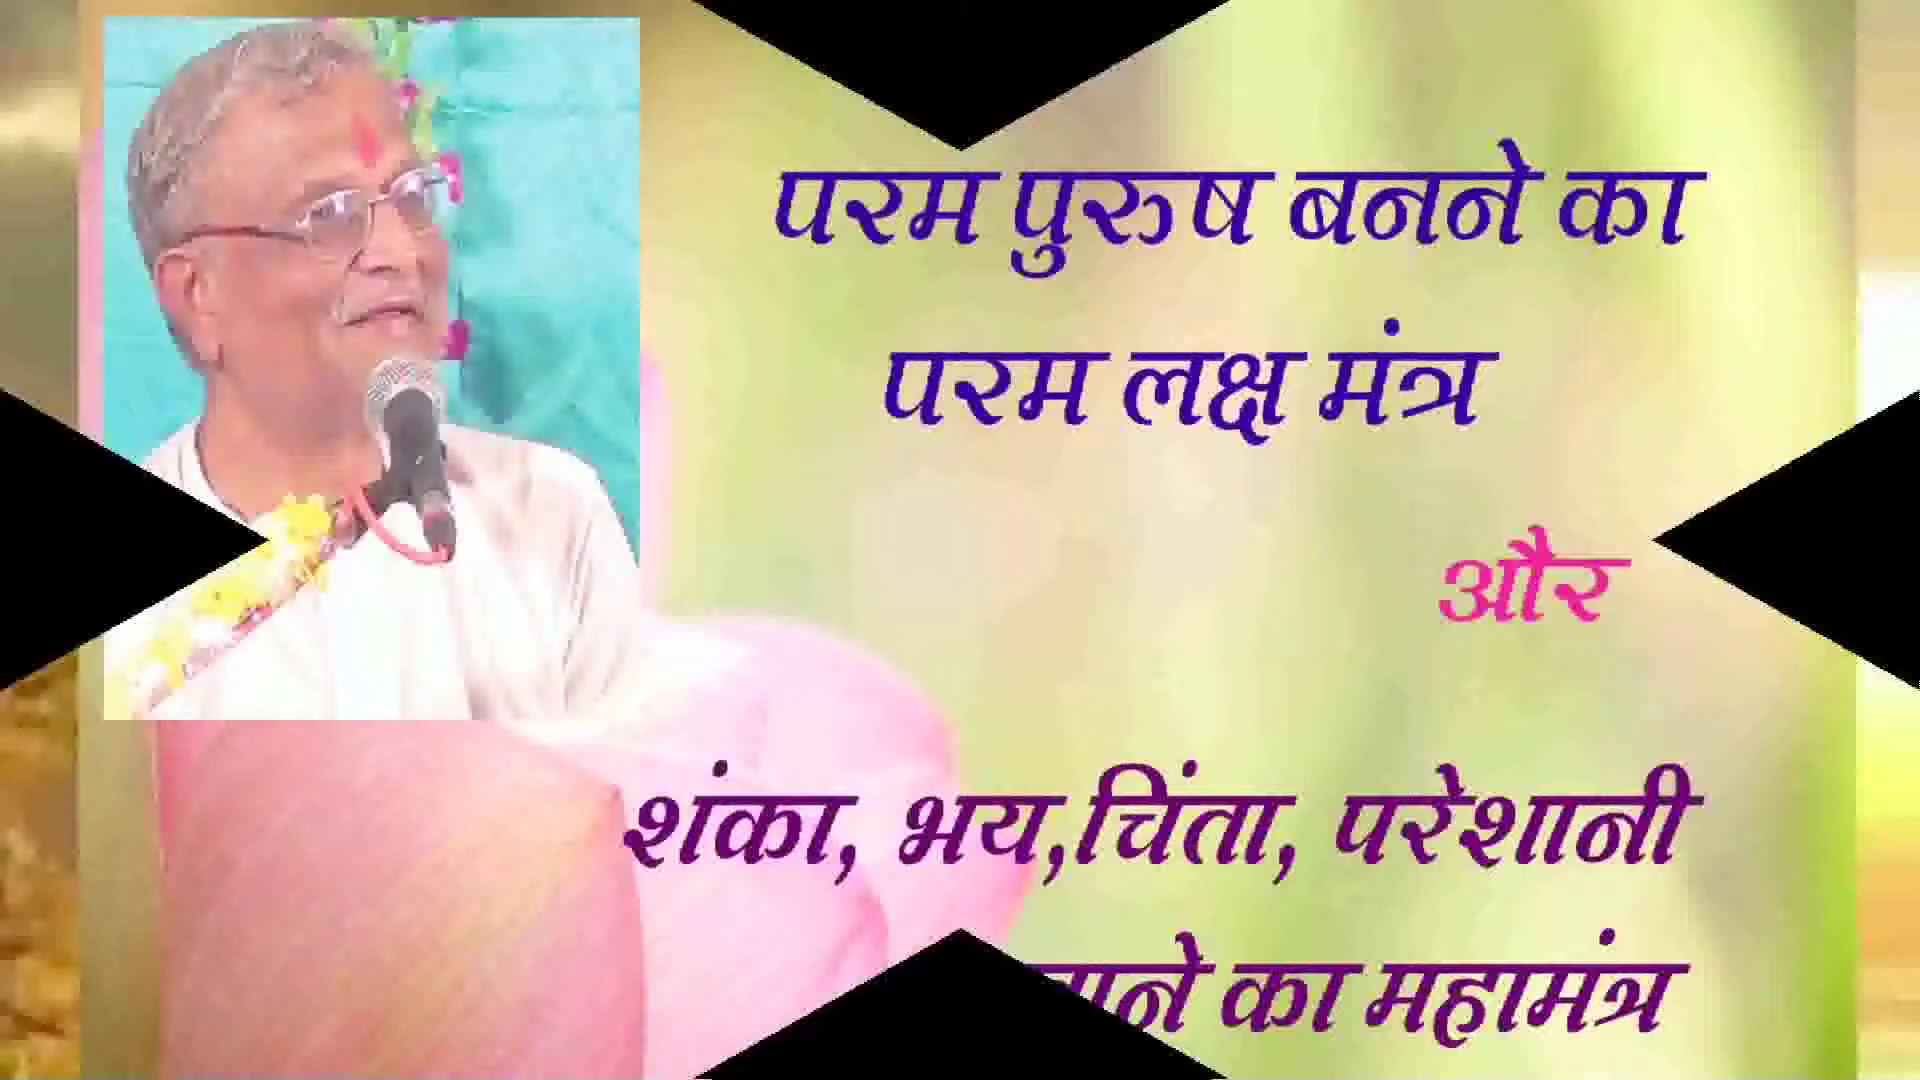 परम पुरुष बनने का
परम लक्ष मंत्र
और
शंका, भय,चिंता, परेशानी
का महामंत्र